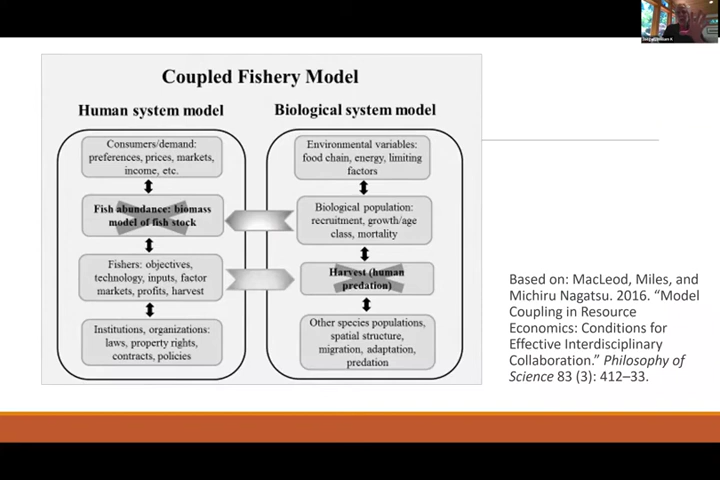 Coupled Fishery Model
Human system model
Biological system model
Consumers/demand:
preferences, prices, markets,
income, etc.
Fish abundance: biomass
model of fish stock
Fishers: objectives,
technology, inputs, factor
markets, profits, harvest
Institutions, organizations:
laws, property rights,
contracts, policies
Environmental variables:
food chain, energy, limiting
factors
Biological population:
recruitment, growth/age
class, mortality
Harvest (human
predation)
Other species populations,
spatial structure,
migration, adaptation,
predation
Based on: MacLeod, Miles, and
Michiru Nagatsu. 2016. “Model
Coupling in Resource
Economics: Conditions for
Effective Interdisciplinary
Collaboration.” Philosophy of
Science 83 (3): 412–33.